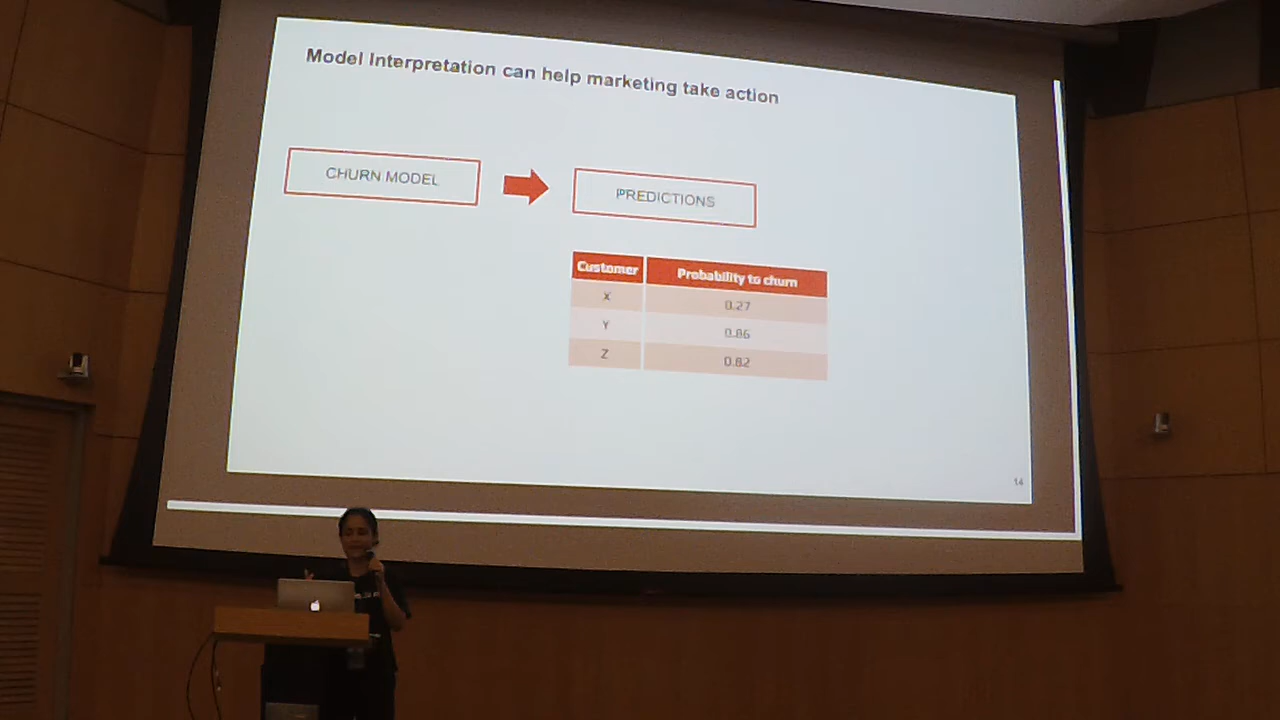 Model Interpretation can help marketing take action
CHURN MODEL
PREDICTIONS
Customer Probability to churn
X 0.27
Y 0.86
Z 0.82
14